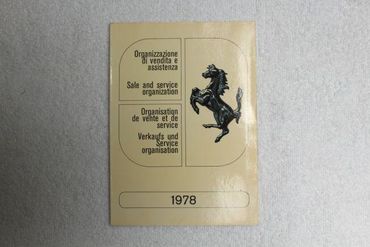 Organizzazione
di vendita e
assistenza
Sale and service
organization
Organisation
de vente et de
service
Verkaufs und
Service
organisation
1978